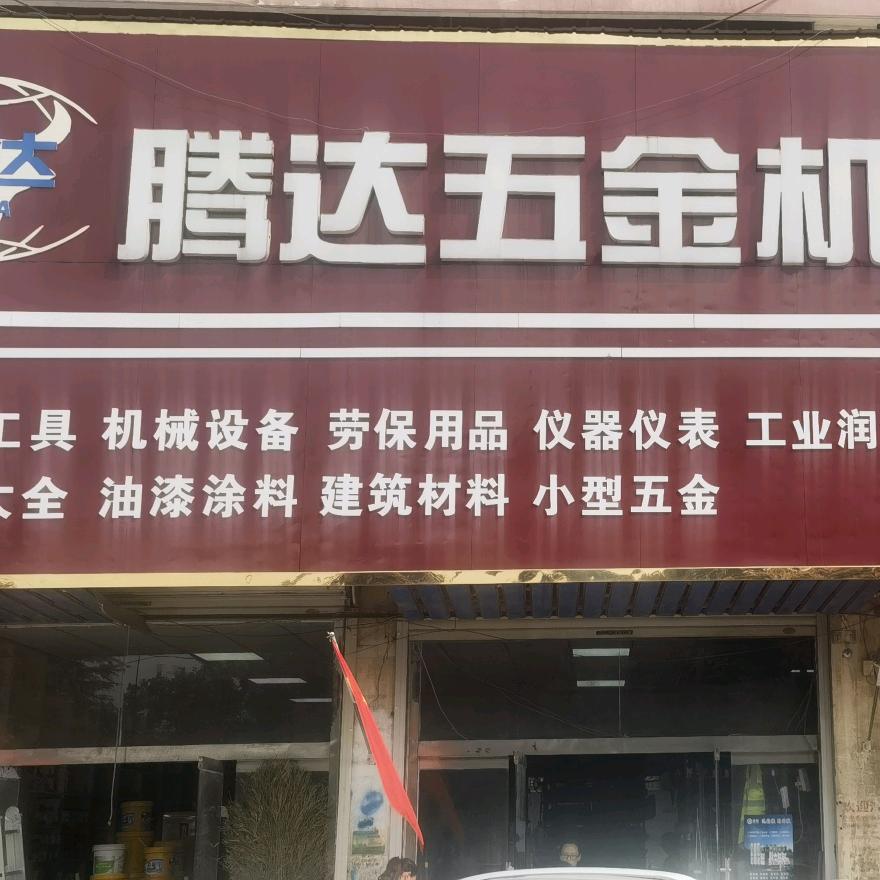 达
腾达五金机
工具 机械设备 劳保用品 仪器仪表 工业润
大全 油漆涂料 建筑材料 小型五金